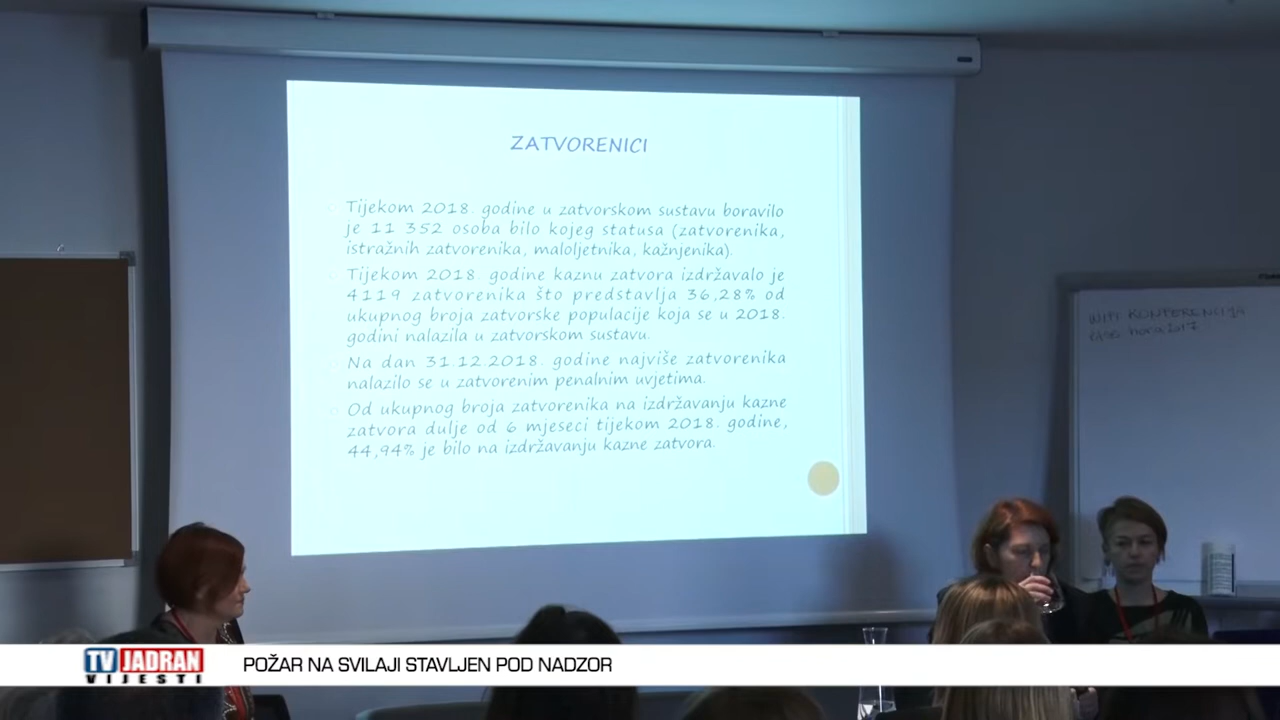 ZATVORENICI
Tijekom 2018. godine u zatvorskom sustavu boravilo
je 11 352 osoba bilo kojeg statusa (zatvorenika,
istražnih zatvorenika, maloljetnika, kažnjenika).
Tijekom 2018. godine kaznu zatvora izdržavalo je
4119 zatvorenika što predstavlja 36,28% od
ukupnog broja zatvorske populacije koja se u 2018.
godini nalazila u zatvorskom sustavu.
Na dan 31.12.2018. godine najviše zatvorenika
nalazilo se u zatvorenim penalnim uvjetima.
Od ukupnog broja zatvorenika na izdržavanju kazne
zatvora dulje od 6 mjeseci tijekom 2018. godine,
44,94% je bilo na izdržavanju kazne zatvora.
KONFERENCIJA
TV JADRAN
VIJESTI
POŽAR NA SVILAJI STAVLJEN POD NADZOR